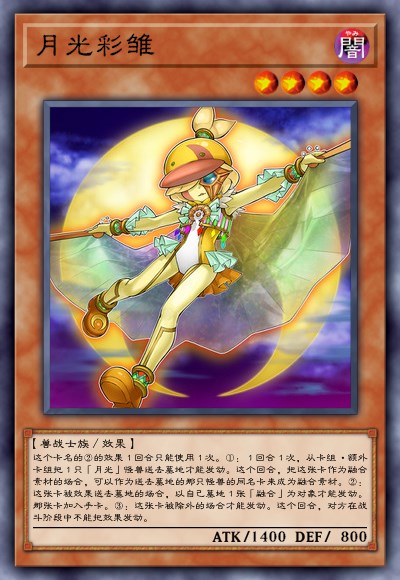 月光彩雏
やみ
闇
【兽战士族/效果】
这个卡名的②的效果1回合只能使用1次。①：1回合1次，从卡组·额外
卡组把1只「月光」怪兽送去墓地才能发动。这个回合，把这张卡作为融合
素材的场合，可以作为送去墓地的那只怪兽的同名卡来成为融合素材。②：
这张卡被效果送去墓地的场合，以自己墓地1张「融合」为对象才能发动。
那张卡加入手卡。③：这张卡被除外的场合才能发动。这个回合，对方在战
斗阶段中不能把效果发动。
ATK/1400 DEF/ 800